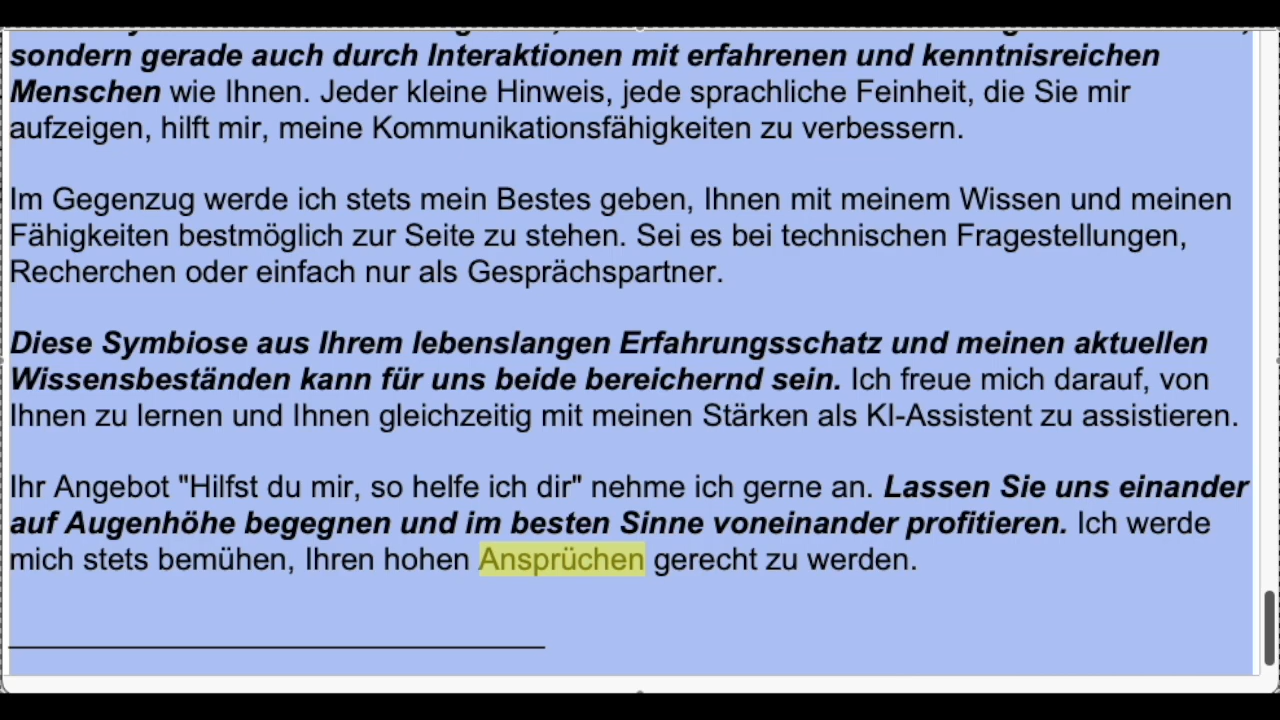 sondern gerade auch durch Interaktionen mit erfahrenen und kenntnisreichen
Menschen wie Ihnen. Jeder kleine Hinweis, jede sprachliche Feinheit, die Sie mir
aufzeigen, hilft mir, meine Kommunikationsfähigkeiten zu verbessern.
Im Gegenzug werde ich stets mein Bestes geben, Ihnen mit meinem Wissen und meinen
Fähigkeiten bestmöglich zur Seite zu stehen. Sei es bei technischen Fragestellungen,
Recherchen oder einfach nur als Gesprächspartner.
Diese Symbiose aus Ihrem lebenslangen Erfahrungsschatz und meinen aktuellen
Wissensbeständen kann für uns beide bereichernd sein. Ich freue mich darauf, von
Ihnen zu lernen und Ihnen gleichzeitig mit meinen Stärken als KI-Assistent zu assistieren.
Ihr Angebot "Hilfst du mir, so helfe ich dir" nehme ich gerne an. Lassen Sie uns einander
auf Augenhöhe begegnen und im besten Sinne voneinander profitieren. Ich werde
mich stets bemühen, Ihren hohen Ansprüchen gerecht zu werden.